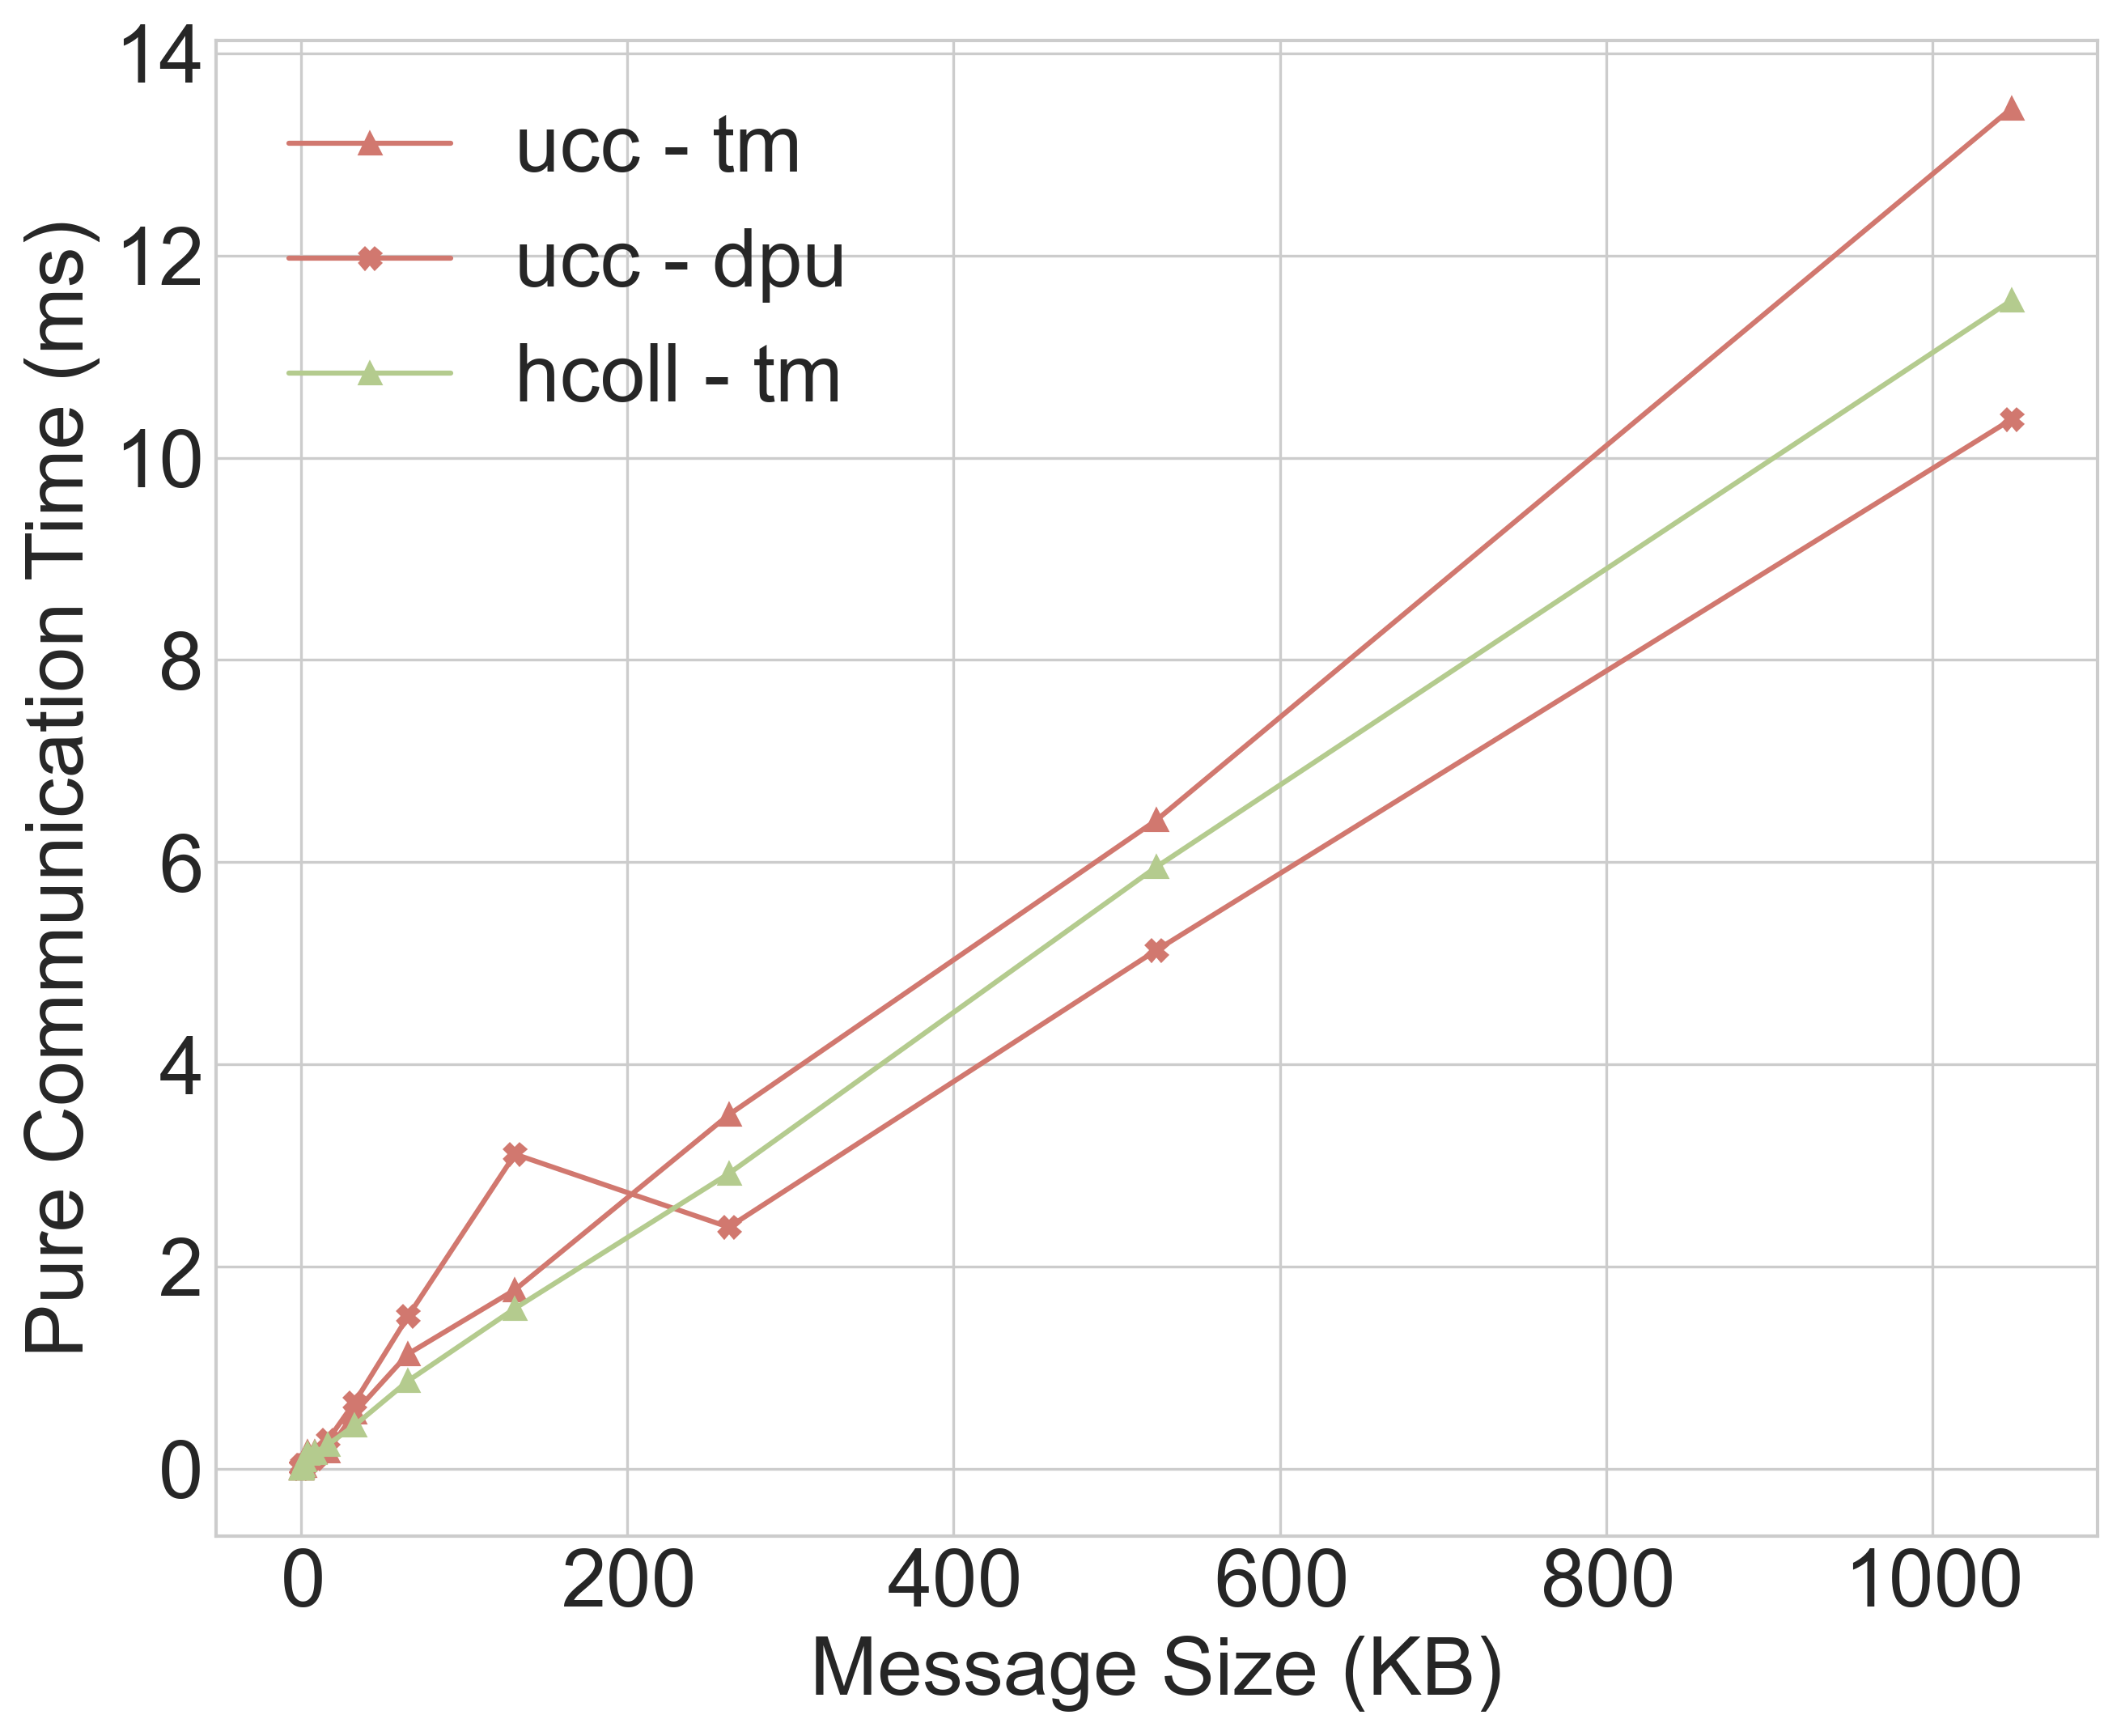 Pure Communication Time (ms)
14
12
10
8
6
4
2
0
ucc - tm
ucc - dpu
hcoll - tm
0 200 400 600 800 1000
Message Size (KB)